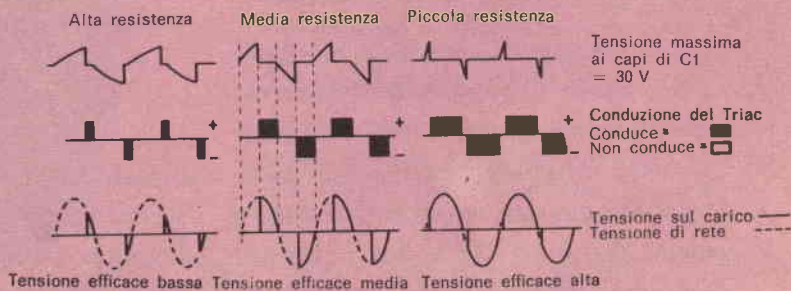 Alta resistenza
Media resistenza
Piccola resistenza
Tensione massima
ai capi di C1
= 30 V
+
-
+
-
+
-
Conduzione del Triac
Conduce =
Non conduce =
Tensione sul carico
Tensione di rete
Tensione efficace bassa
Tensione efficace media
Tensione efficace alta